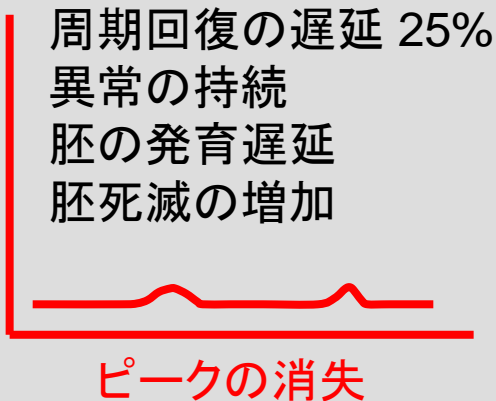 周期回復の遅延 25%
異常の持続
胚の発育遅延
胚死滅の増加
ピークの消失